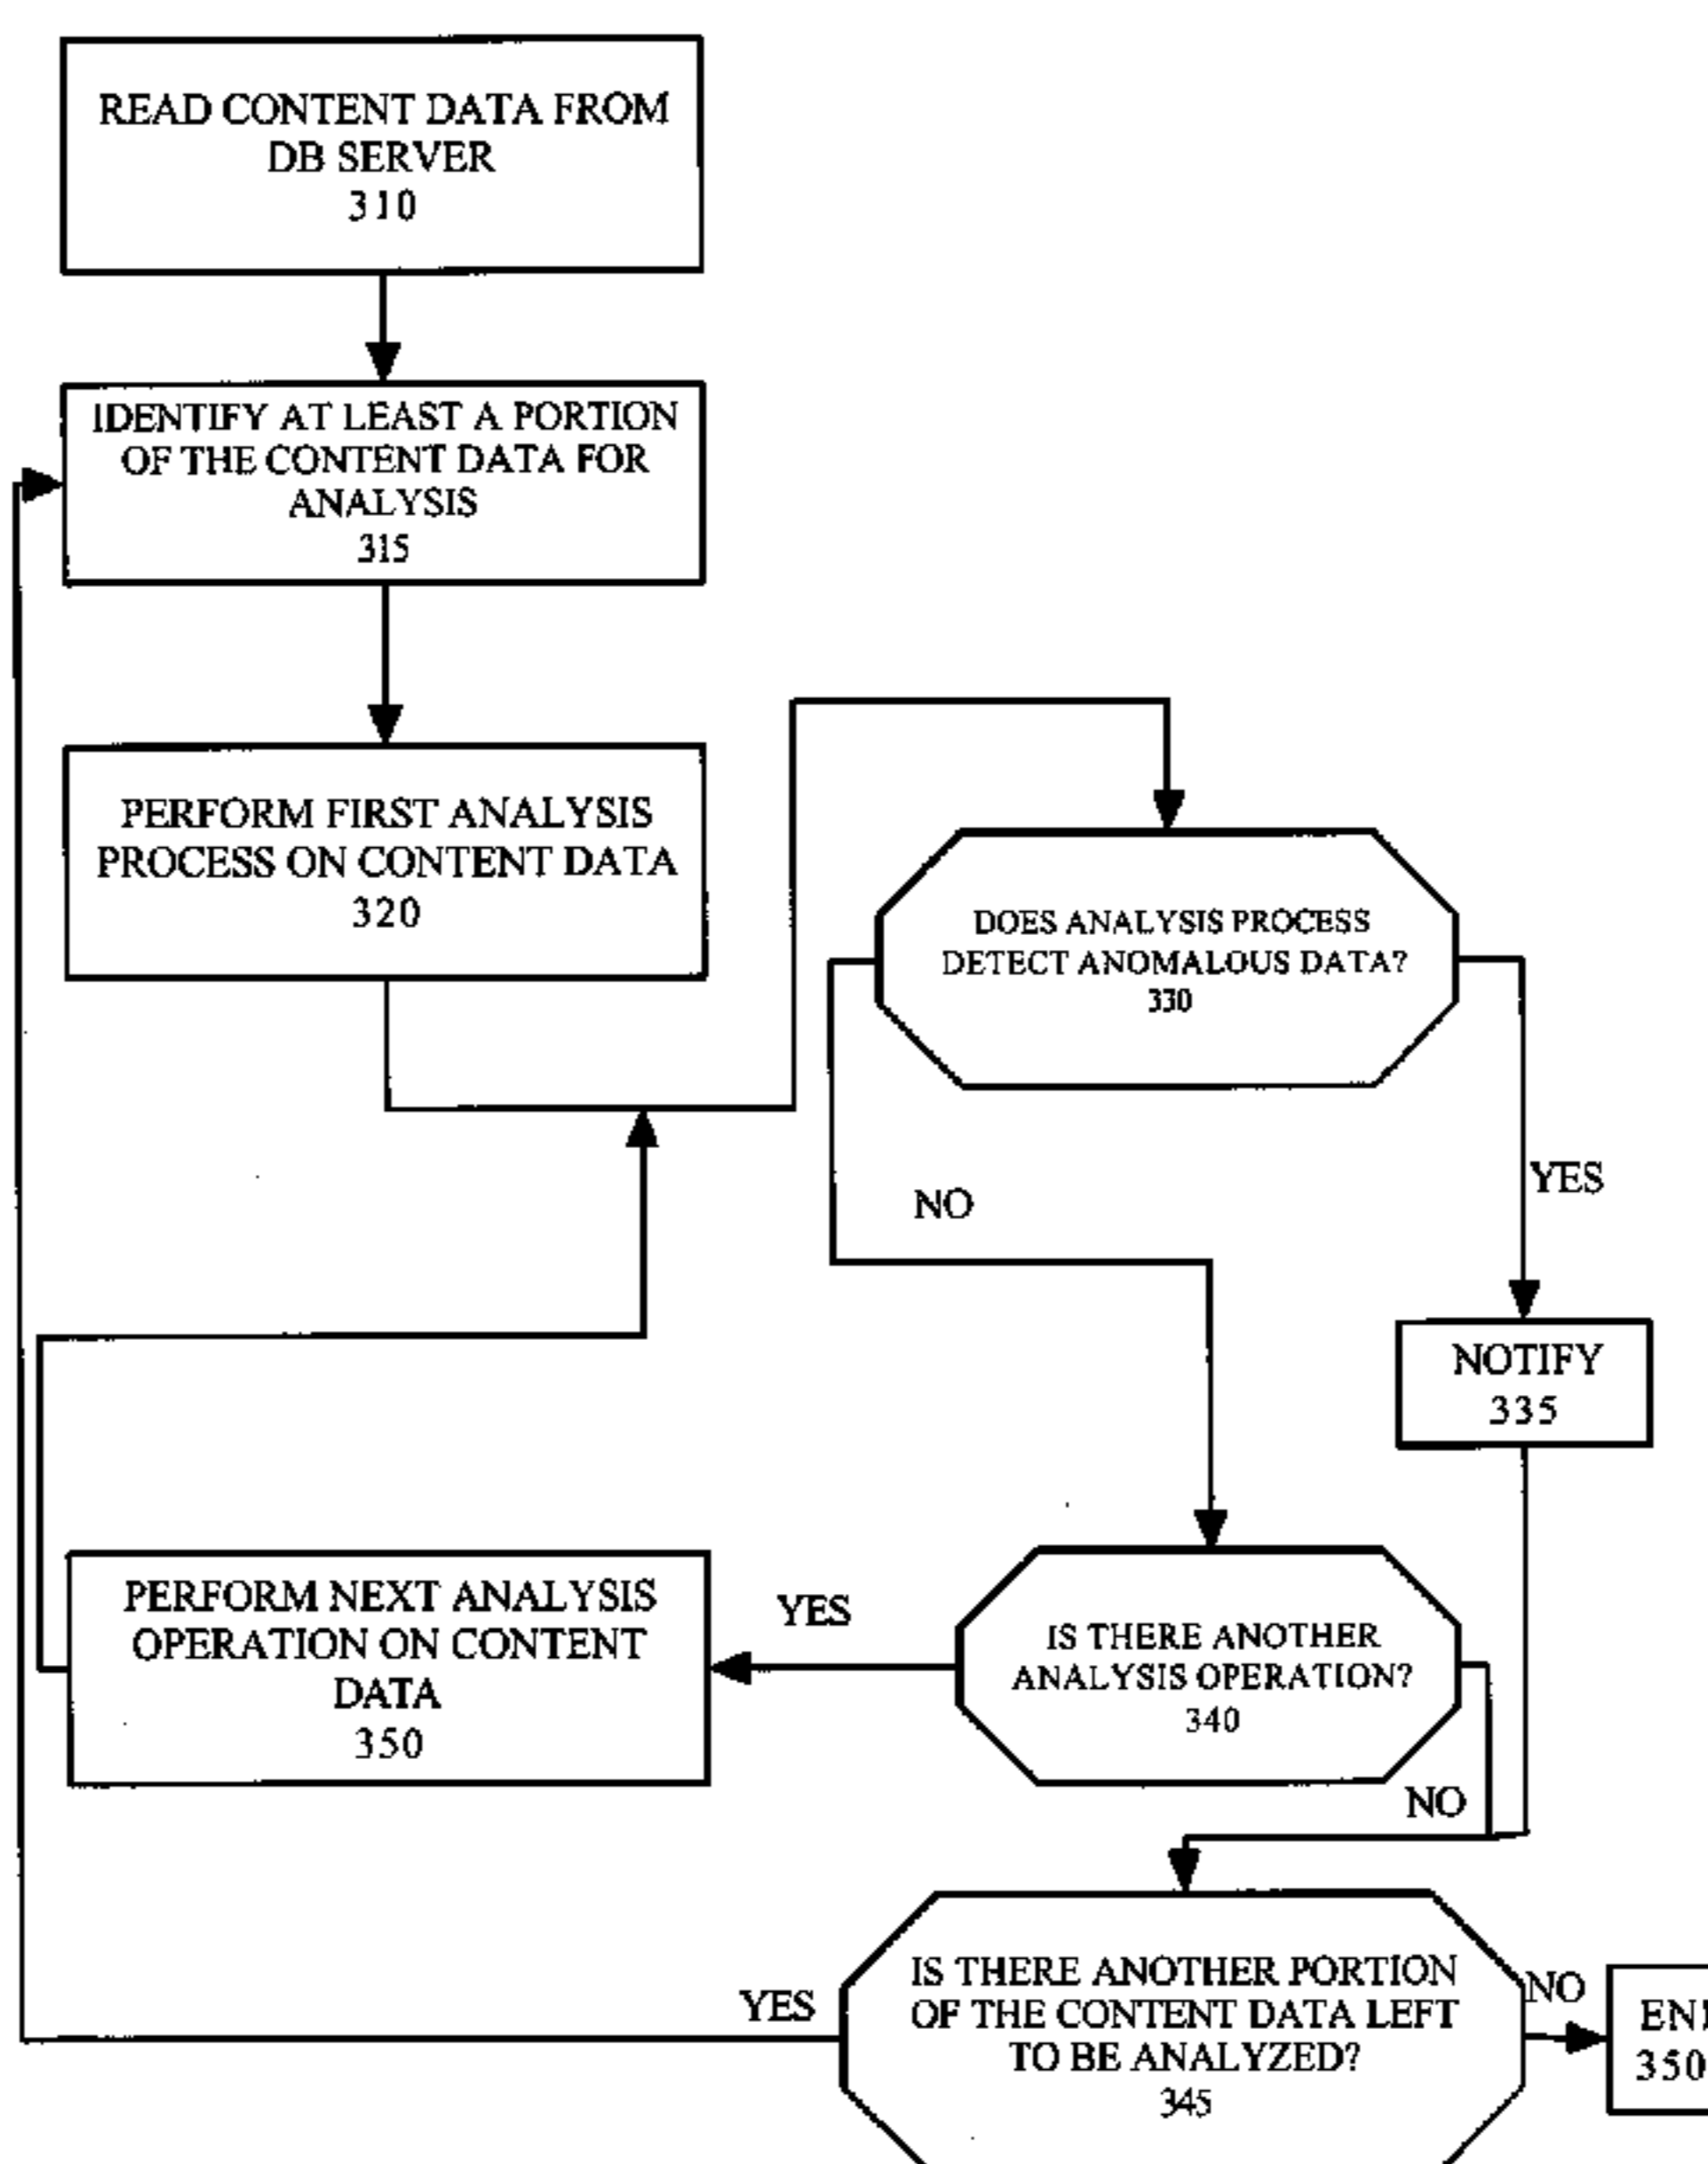 READ CONTENT DATA FROM
DB SERVER
310
IDENTIFY AT LEAST A PORTION
OF THE CONTENT DATA FOR
ANALYSIS
315
PERFORM FIRST ANALYSIS
PROCESS ON CONTENT DATA
320
DOES ANALYSIS PROCESS
DETECT ANOMALOUS DATA?
330
NO
YES
NOTIFY
335
PERFORM NEXT ANALYSIS
OPERATION ON CONTENT
DATA
350
YES
IS THERE ANOTHER
ANALYSIS OPERATION?
340
NO
YES
IS THERE ANOTHER PORTION
OF THE CONTENT DATA LEFT
TO BE ANALYZED?
345
NO
350